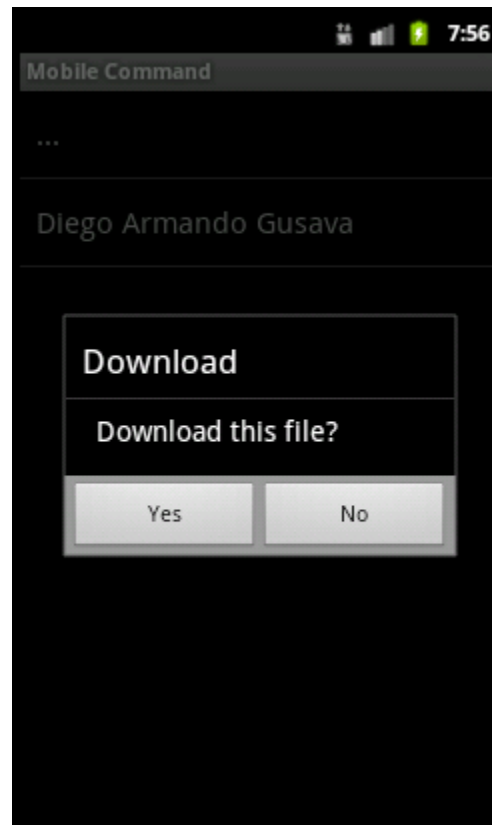 7:56
Mobile Command
...
Diego Armando Gusava
Download
Download this file?
Yes No